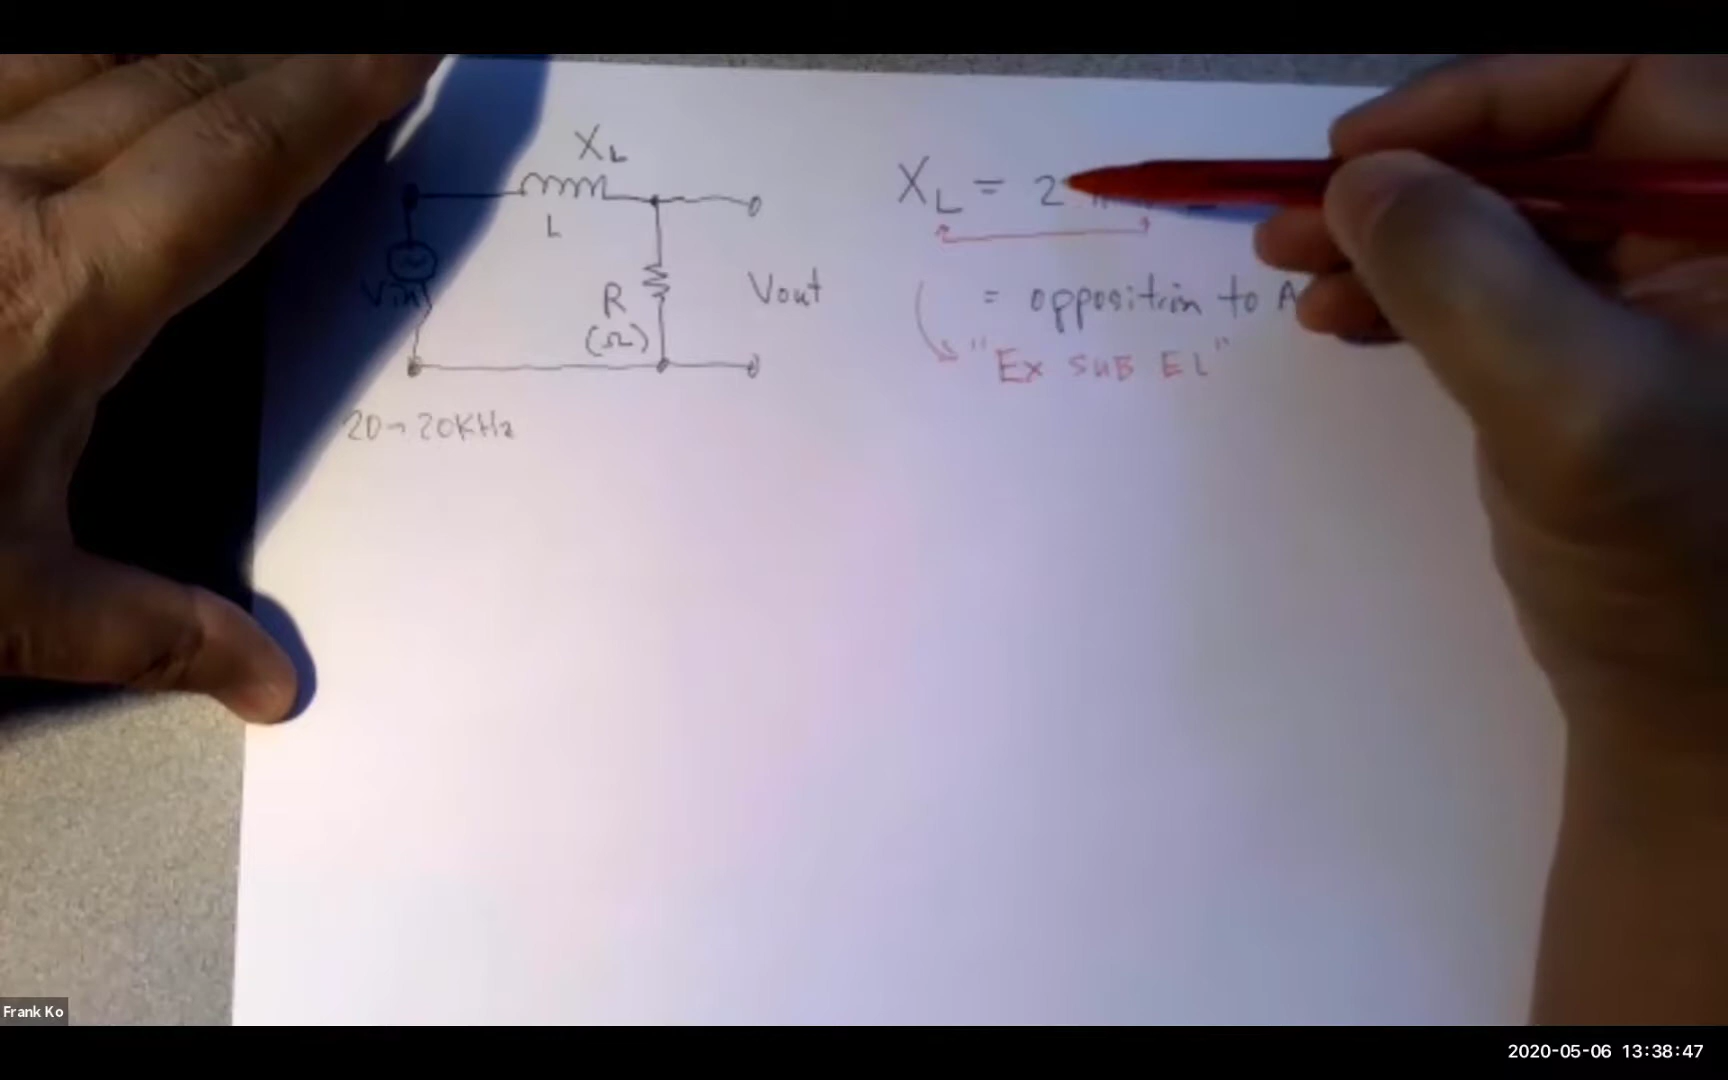 XL
XL = 2
L
Vin
R
(Ω)
Vout
= opposition to A
"Ex SUB EL"
20~20KHz
Frank Ko
2020-05-06 13:38:47